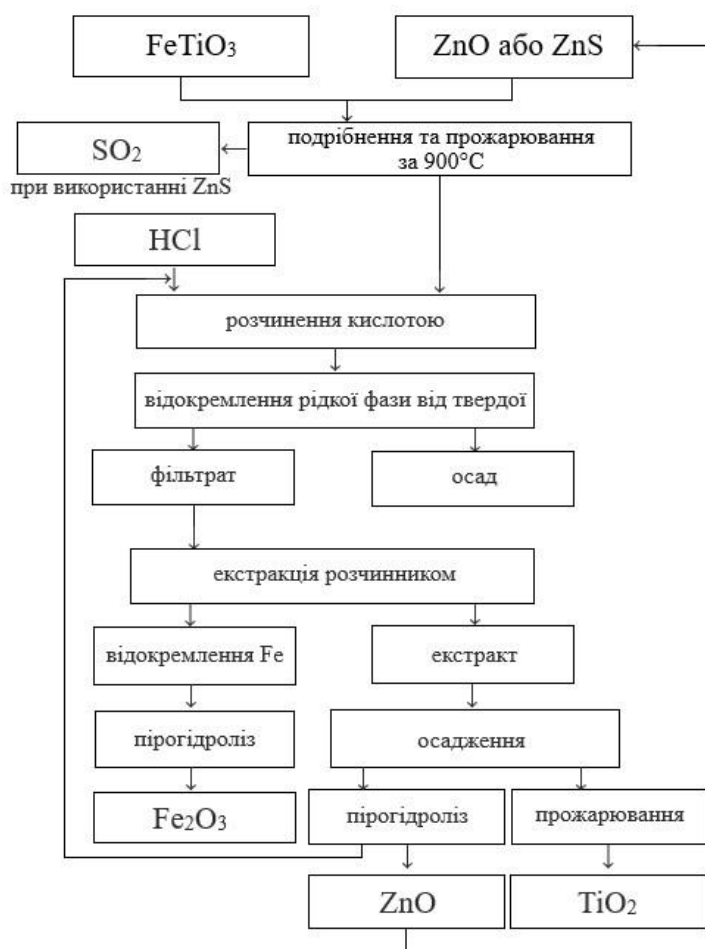 FeTiO₃
ZnO або ZnS
подрібнення та прожарювання
за 900°C
SO₂
при використанні ZnS
HCl
розчинення кислотою
відокремлення рідкої фази від твердої
фільтрат
осад
екстракція розчинником
відокремлення Fe
екстракт
пірогідроліз
осадження
Fe₂O₃
пірогідроліз
прожарювання
ZnO
TiO₂